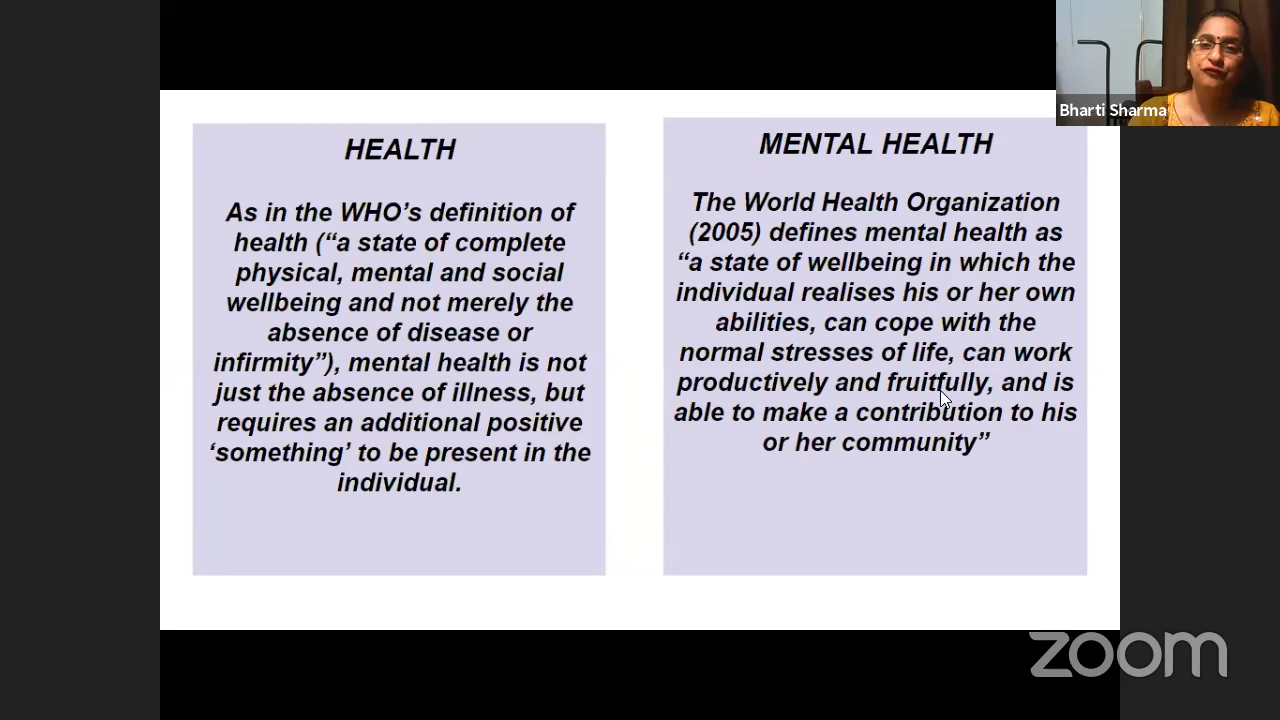 HEALTH
As in the WHO’s definition of
health (“a state of complete
physical, mental and social
wellbeing and not merely the
absence of disease or
infirmity”), mental health is not
just the absence of illness, but
requires an additional positive
‘something’ to be present in the
individual.
MENTAL HEALTH
The World Health Organization
(2005) defines mental health as
“a state of wellbeing in which the
individual realises his or her own
abilities, can cope with the
normal stresses of life, can work
productively and fruitfully, and is
able to make a contribution to his
or her community”
Bharti Sharma
zoom